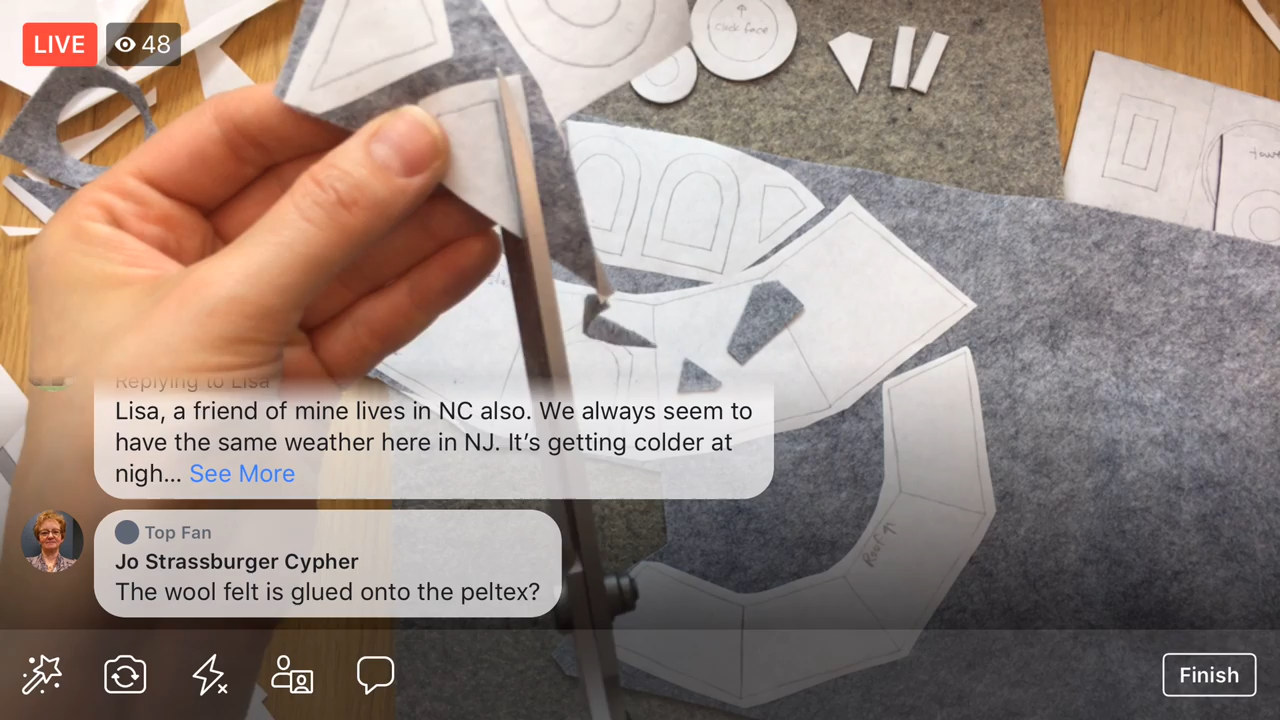 LIVE 48
clock face
Replying to Lisa
Lisa, a friend of mine lives in NC also. We always seem to
have the same weather here in NJ. It’s getting colder at
nigh... See More
Top Fan
Jo Strassburger Cypher
The wool felt is glued onto the peltex?
Roof
Finish